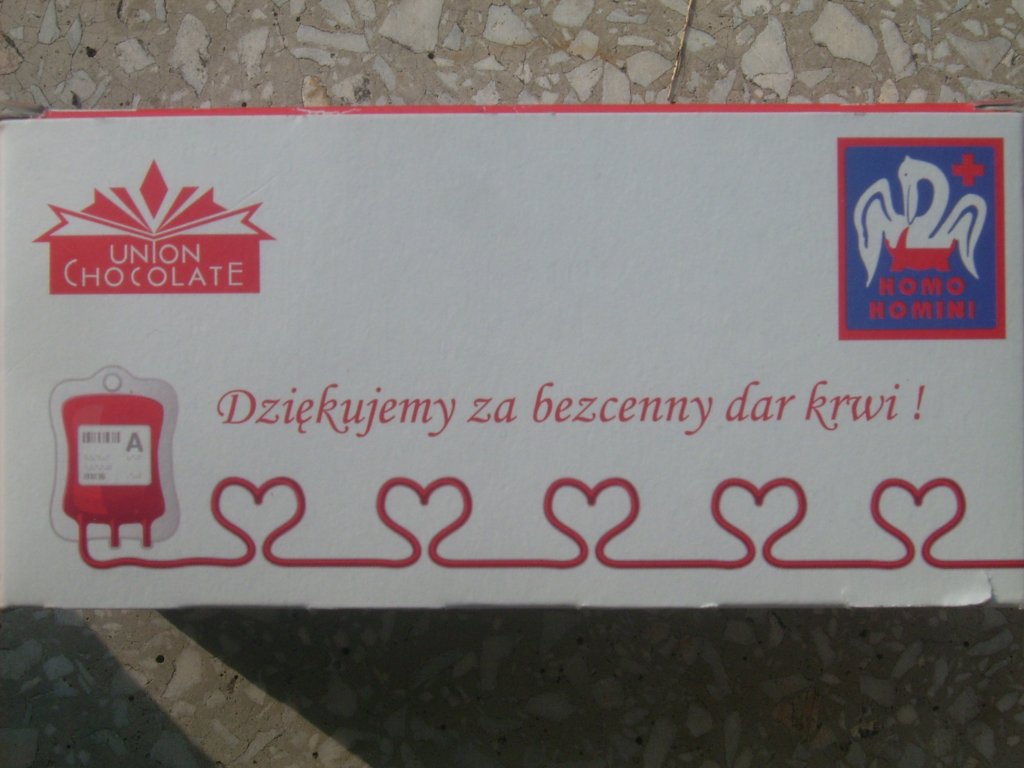 UNION
CHOCOLATE
HOMO
HOMINI
Dziękujemy za bezcenny dar krwi !
A